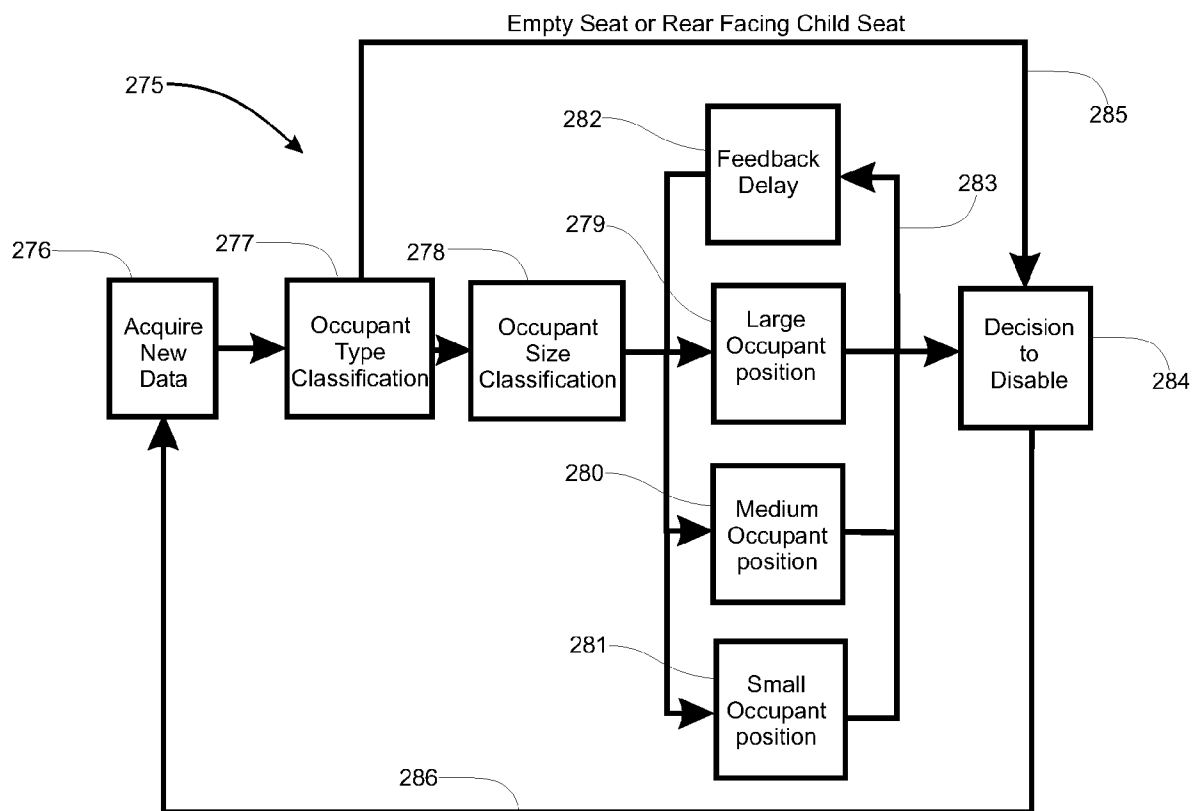 Empty Seat or Rear Facing Child Seat
275
285
282
Feedback
Delay
283
279
276
277
278
Large
Occupant
position
Acquire
New
Data
Occupant
Type
Classification
Occupant
Size
Classification
Decision
to
Disable
284
280
Medium
Occupant
position
281
Small
Occupant
position
286